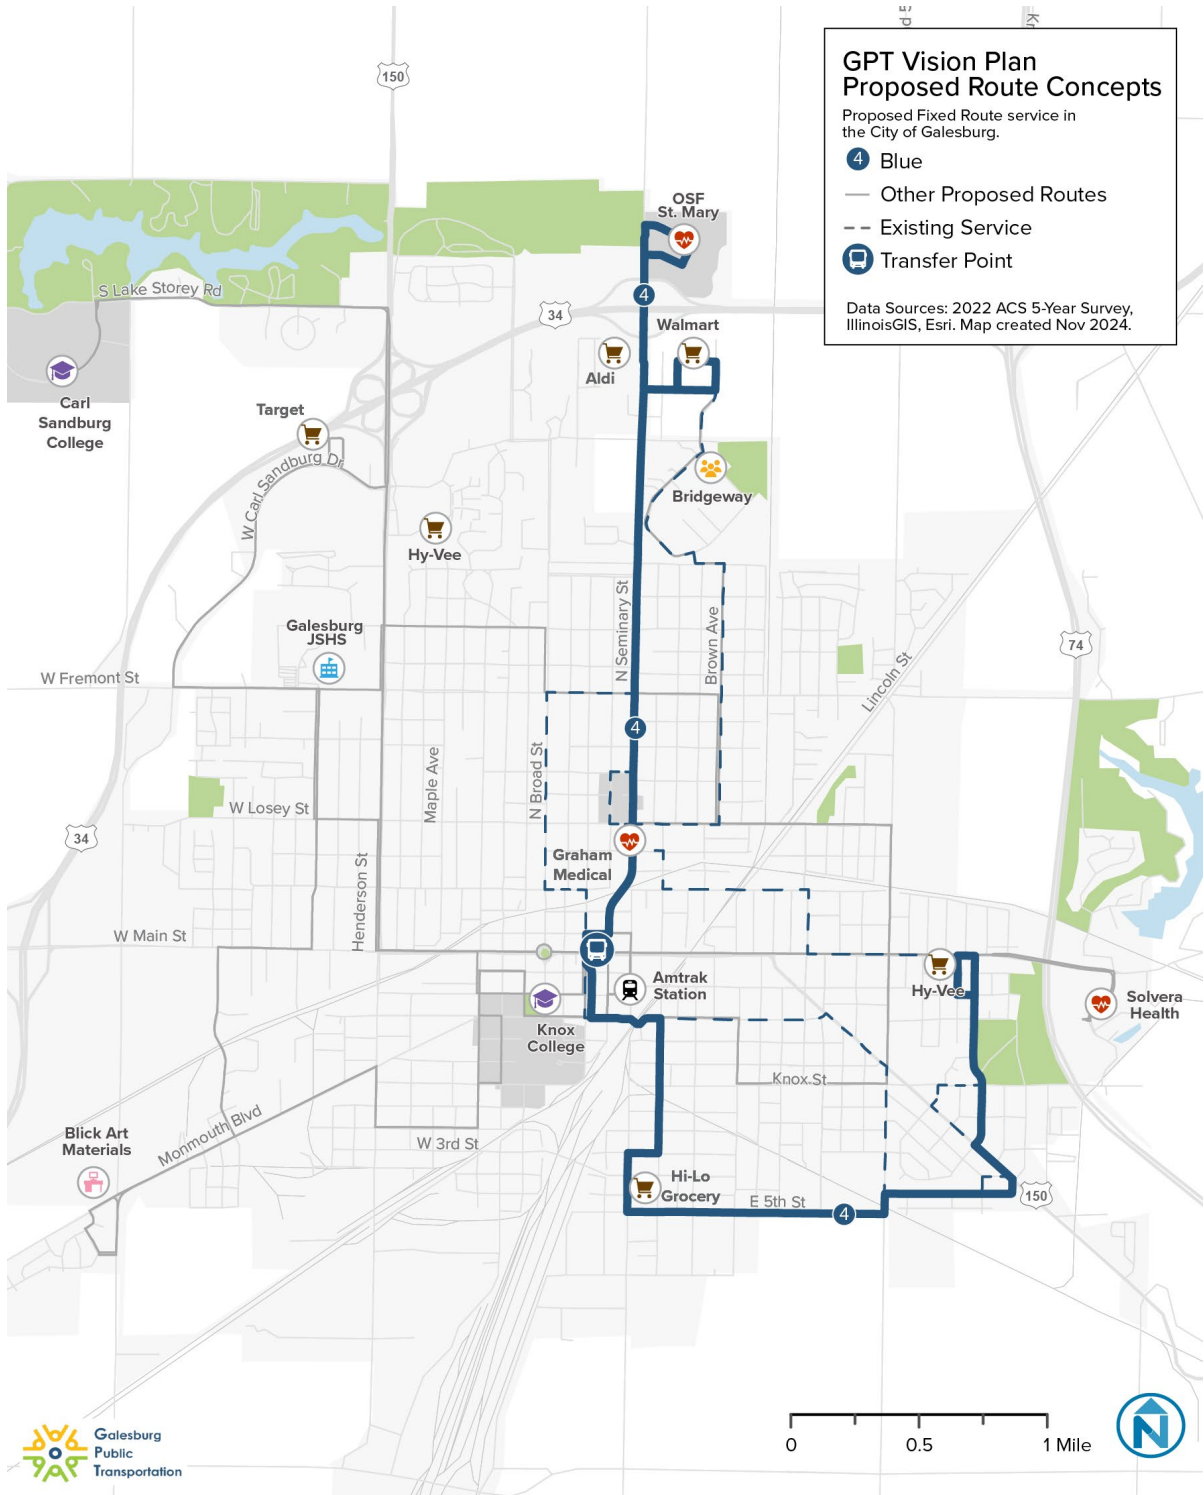 GPT Vision Plan
Proposed Route Concepts
Proposed Fixed Route service in
the City of Galesburg.
4 Blue
Other Proposed Routes
Existing Service
Transfer Point
Data Sources: 2022 ACS 5-Year Survey,
IllinoisGIS, Esri. Map created Nov 2024.
150
OSF
St. Mary
S Lake Storey Rd
4
34
Walmart
Aldi
Carl
Sandburg
College
Target
W Carl Sandburg Dr
Bridgeway
Hy-Vee
N Seminary St
Brown Ave
Galesburg
JSHS
74
W Fremont St
Lincoln St
4
Maple Ave
N Broad St
W Losey St
34
Graham
Medical
Henderson St
W Main St
Amtrak
Station
Hy-Vee
Solvera
Health
Knox
College
Knox St
Monmouth Blvd
Blick Art
Materials
W 3rd St
Hi-Lo
Grocery
E 5th St
150
4
Galesburg
Public
Transportation
0 0.5 1 Mile
N